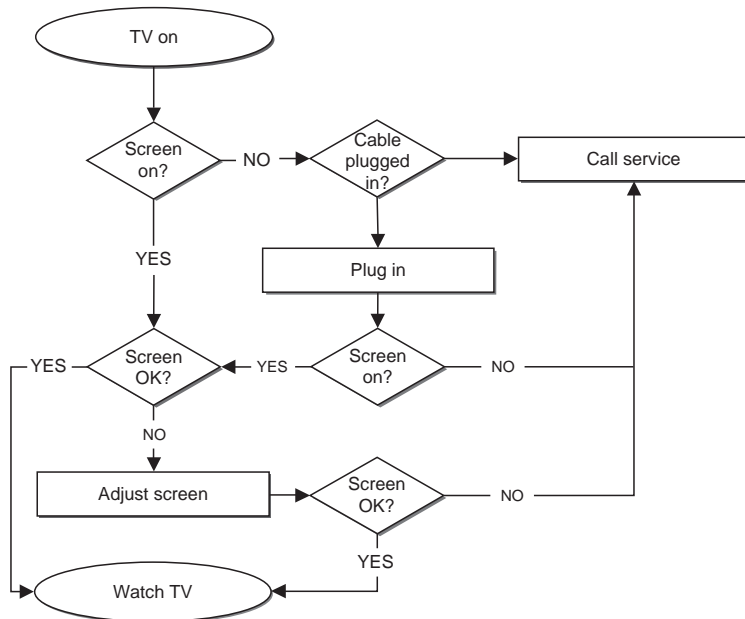 TV on
Screen
on?
NO
Cable
plugged
in?
Call service
YES
Plug in
YES
Screen
OK?
YES
Screen
on?
NO
NO
Adjust screen
Screen
OK?
NO
YES
Watch TV